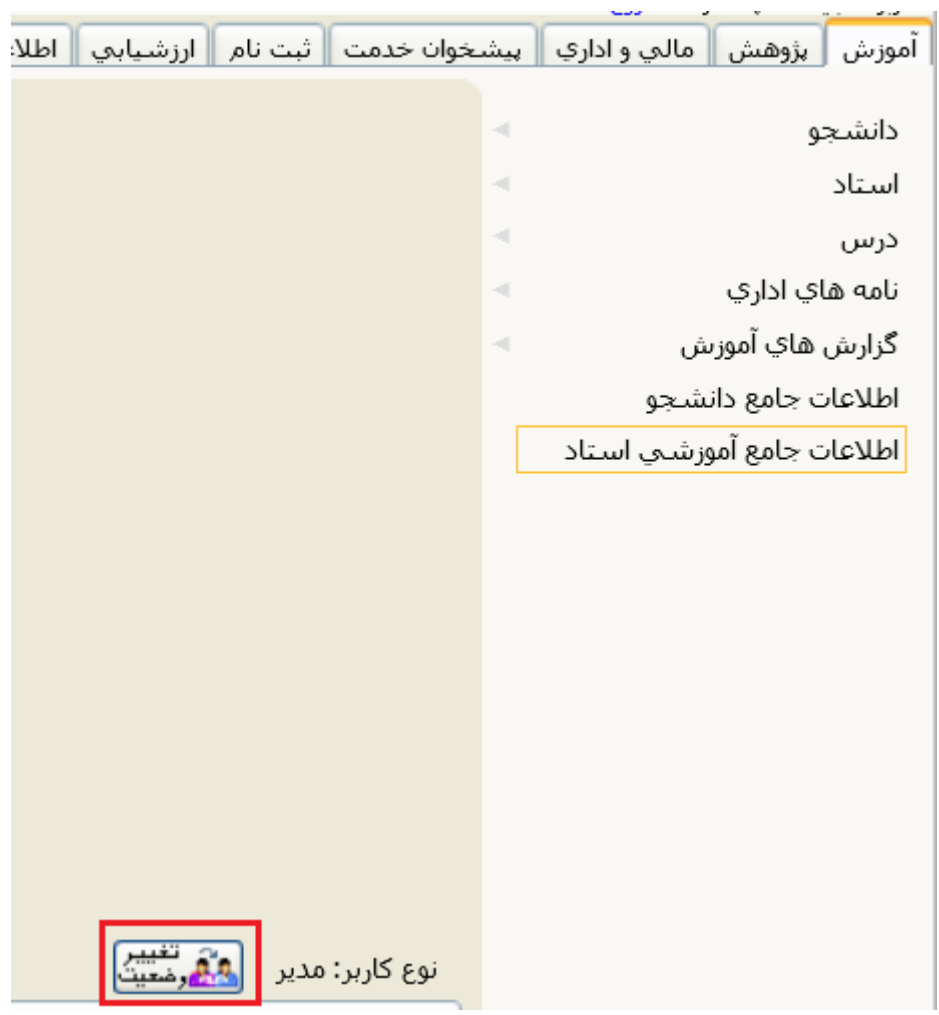 آموزش پژوهش مالي و اداري پيشخوان خدمت ثبت نام ارزشيابي
دانشجو
استاد
درس
نامه هاي اداري
گزارش هاي آموزش
اطلاعات جامع دانشجو
اطلاعات جامع آموزشي استاد
نوع کاربر: مدير تغيير وضعيت